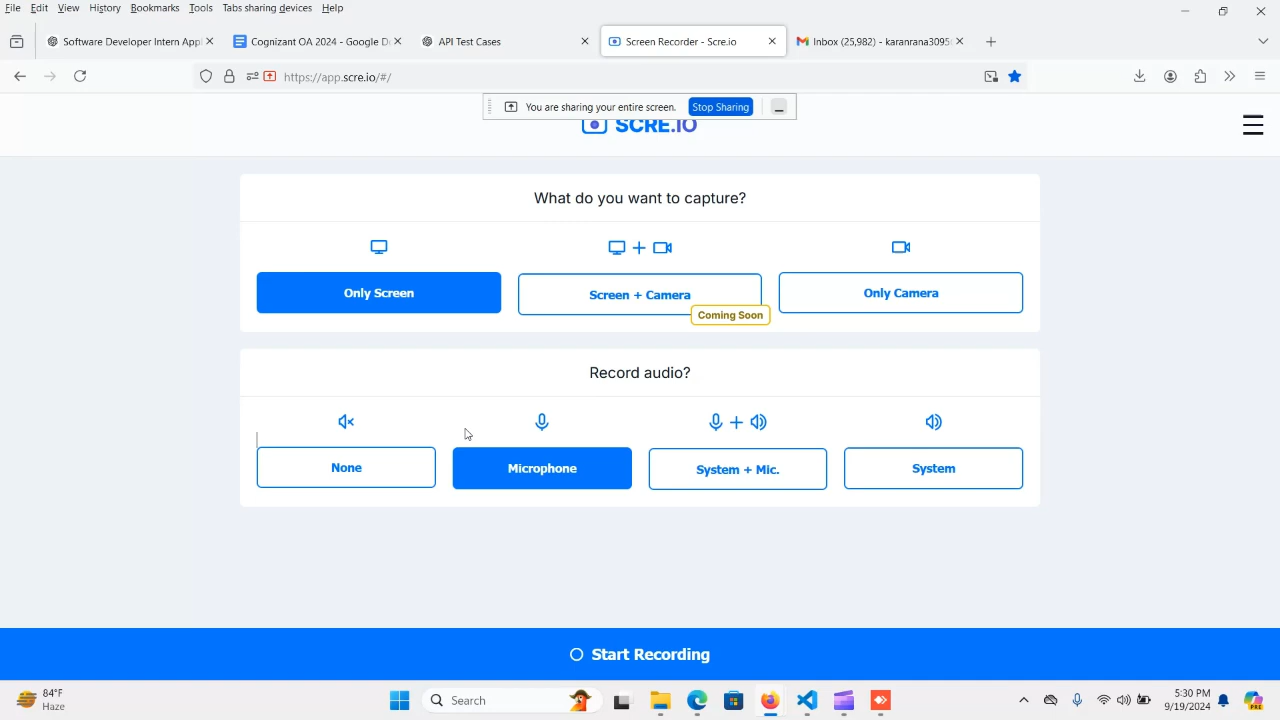 File Edit View History Bookmarks Tools Tabs sharing devices Help
Software Developer Intern Appl
Cognizant OA 2024 - Google D
API Test Cases
Screen Recorder - Scre.io
Inbox (25,982) - karanrana3095
https://app.scre.io/#/
You are sharing your entire screen. Stop Sharing
SCRE.IO
What do you want to capture?
Only Screen
Screen + Camera
Only Camera
Coming Soon
Record audio?
None
Microphone
System + Mic.
System
Start Recording
84°F
Haze
Search
5:30 PM
9/19/2024
PRE